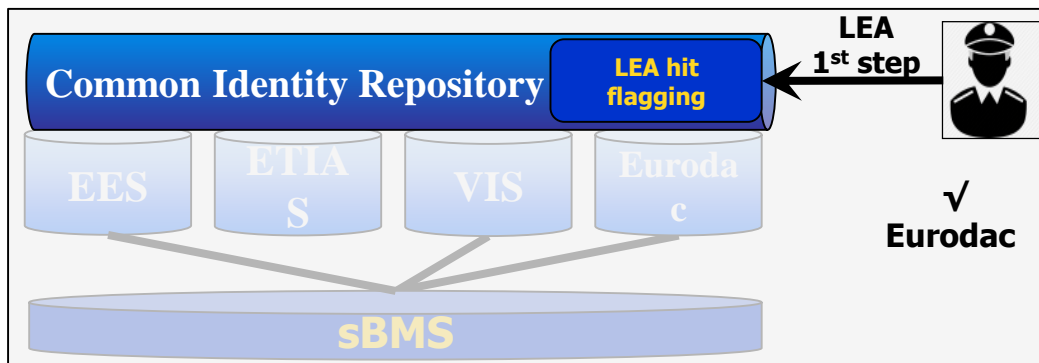 LEA
1st step
Common Identity Repository
LEA hit
flagging
EES
ETIA
S
VIS
Euroda
c
√
Eurodac
sBMS